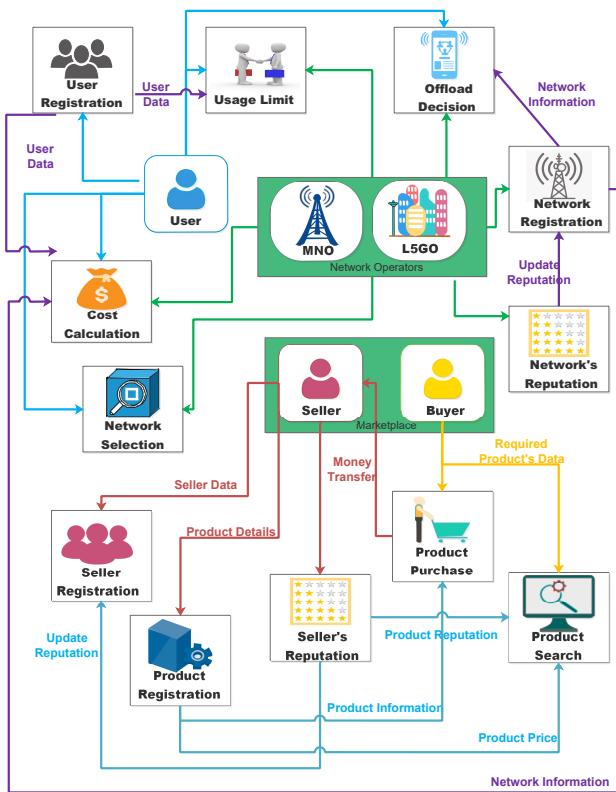 User
Registration
User
Data
Usage Limit
Offload
Decision
Network
Information
User
Data
User
MNO
L5GO
Network Operators
Network
Registration
Update
Reputation
$
Cost
Calculation
Network's
Reputation
Network
Selection
Seller
Buyer
Marketplace
Required
Product's Data
Money
Transfer
Seller Data
Product Details
Seller
Registration
Product
Purchase
Update
Reputation
Product
Registration
Seller's
Reputation
Product Reputation
Product
Search
Product Information
Product Price
Network Information